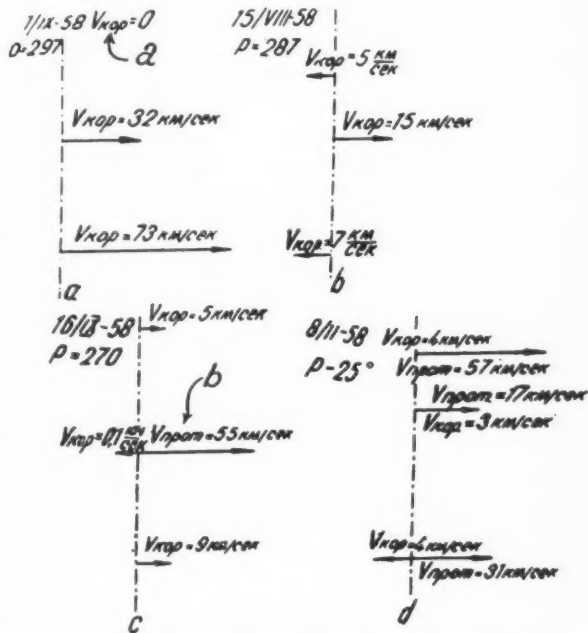 1/IX-58 Vкор=0
ρ=297
a
Vкор=32 км/сек
Vкор=73 км/сек
a
15/VIII-58
P=287
Vкор=5 км/сек
Vкор=15 км/сек
Vкор=7 км/сек
b
16/IX-58
P=270
Vкор=5 км/сек
b
Vкор=0,1 км/сек
Vпрот=55 км/сек
Vкор=9 км/сек
c
8/II-58
P-25°
Vкор=4 км/сек
Vпрот=57 км/сек
Vпрот=17 км/сек
Vкор=3 км/сек
Vкор=4 км/сек
Vпрот=31 км/сек
d